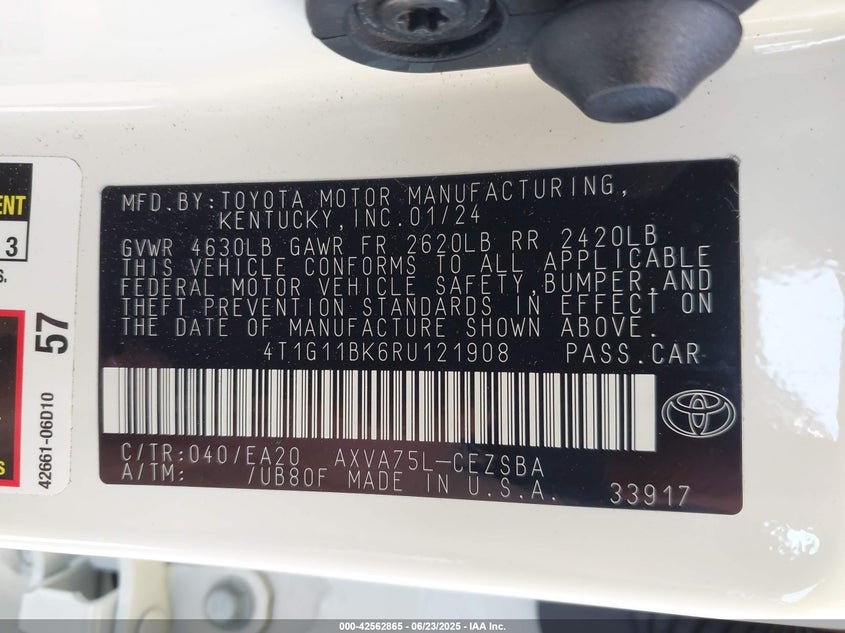 MFD.BY:TOYOTA MOTOR MANUFACTURING,
KENTUCKY,INC.01/24
GVWR 4630LB GAWR FR 2620LB RR 2420LB
THIS VEHICLE CONFORMS TO ALL APPLICABLE
FEDERAL MOTOR VEHICLE SAFETY,BUMPER,AND
THEFT PREVENTION STANDARDS IN EFFECT ON
THE DATE OF MANUFACTURE SHOWN ABOVE.
4T1G11BK6RU121908 PASS.CAR
C/TR:040/EA20 AXVA75L-CEZSBA
A/TM: /UB80F MADE IN U.S.A. 33917
3
57
42661-06D10
000-42562865 - 06/23/2025 - IAA Inc.